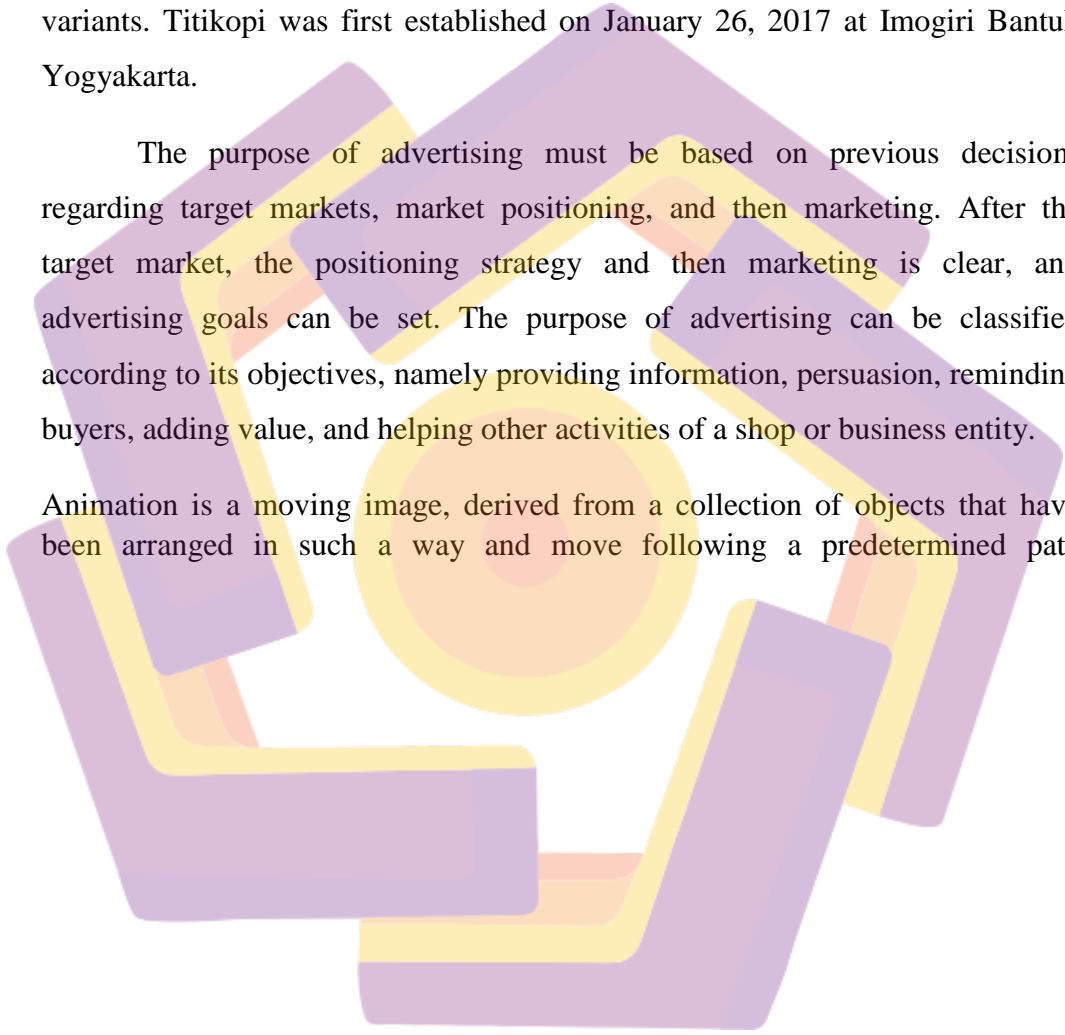 variants. Titikopi was first established on January 26, 2017 at Imogiri Bantul
Yogyakarta.
The purpose of advertising must be based on previous decision
regarding target markets, market positioning, and then marketing. After th
target market, the positioning strategy and then marketing is clear, an
advertising goals can be set. The purpose of advertising can be classifie
according to its objectives, namely providing information, persuasion, remindin
buyers, adding value, and helping other activities of a shop or business entity.
Animation is a moving image, derived from a collection of objects that hav
been arranged in such a way and move following a predetermined pat